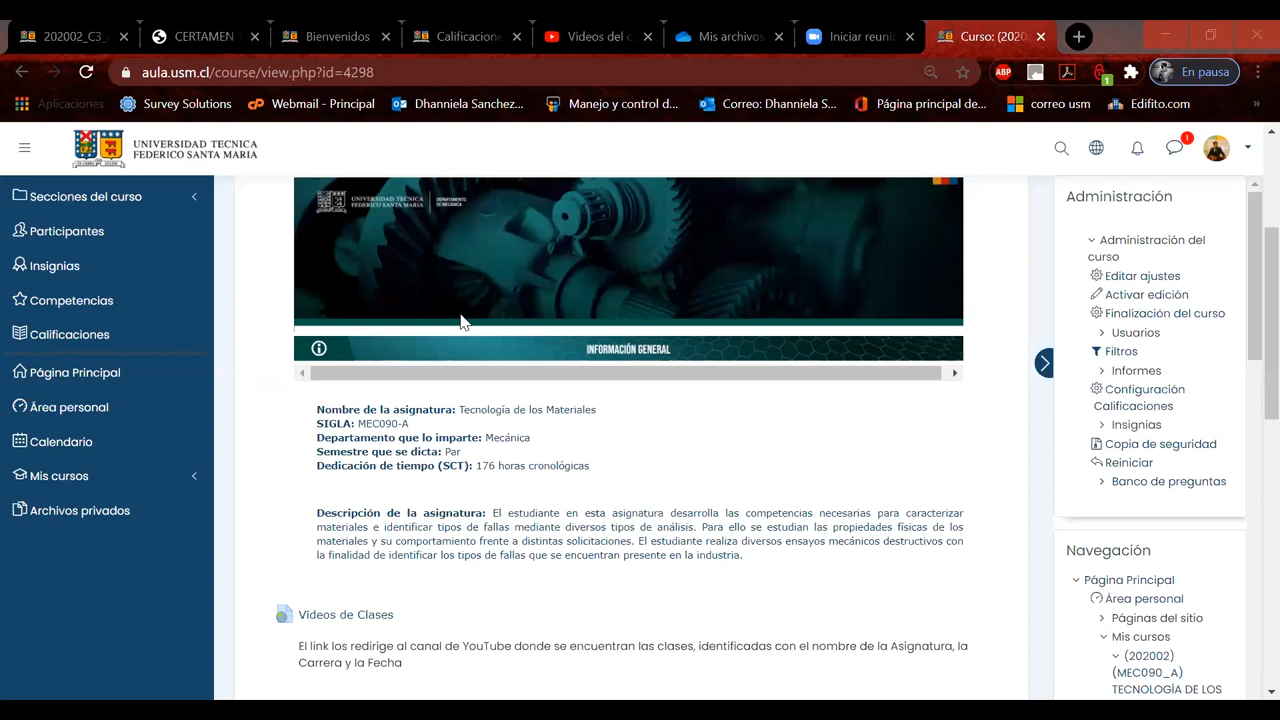 202002_C3_
CERTAMEN
Bienvenidos
Calificacione
Videos del c
Mis archivos
Iniciar reuni
Curso: (2020
aula.usm.cl/course/view.php?id=4298
ABP
1
En pausa
Aplicaciones
Survey Solutions
Webmail - Principal
Dhanniela Sanchez...
Manejo y control d...
Correo: Dhanniela S...
Página principal de...
correo usm
Edifito.com
»
UNIVERSIDAD TECNICA
FEDERICO SANTA MARIA
1
Secciones del curso
Participantes
Insignias
Competencias
Calificaciones
Página Principal
Área personal
Calendario
Mis cursos
Archivos privados
UNIVERSIDAD TECNICA
FEDERICO SANTA MARIA
DEPARTAMENTO
DE MECÁNICA
INFORMACIÓN GENERAL
Nombre de la asignatura: Tecnología de los Materiales
SIGLA: MEC090-A
Departamento que lo imparte: Mecánica
Semestre que se dicta: Par
Dedicación de tiempo (SCT): 176 horas cronológicas
Descripción de la asignatura: El estudiante en esta asignatura desarrolla las competencias necesarias para caracterizar
materiales e identificar tipos de fallas mediante diversos tipos de análisis. Para ello se estudian las propiedades físicas de los
materiales y su comportamiento frente a distintas solicitaciones. El estudiante realiza diversos ensayos mecánicos destructivos con
la finalidad de identificar los tipos de fallas que se encuentran presente en la industria.
Videos de Clases
El link los redirige al canal de YouTube donde se encuentran las clases, identificadas con el nombre de la Asignatura, la
Carrera y la Fecha
Administración
Administración del
curso
Editar ajustes
Activar edición
Finalización del curso
Usuarios
Filtros
Informes
Configuración
Calificaciones
Insignias
Copia de seguridad
Reiniciar
Banco de preguntas
Navegación
Página Principal
Área personal
Páginas del sitio
Mis cursos
(202002)
(MEC090_A)
TECNOLOGÍA DE LOS